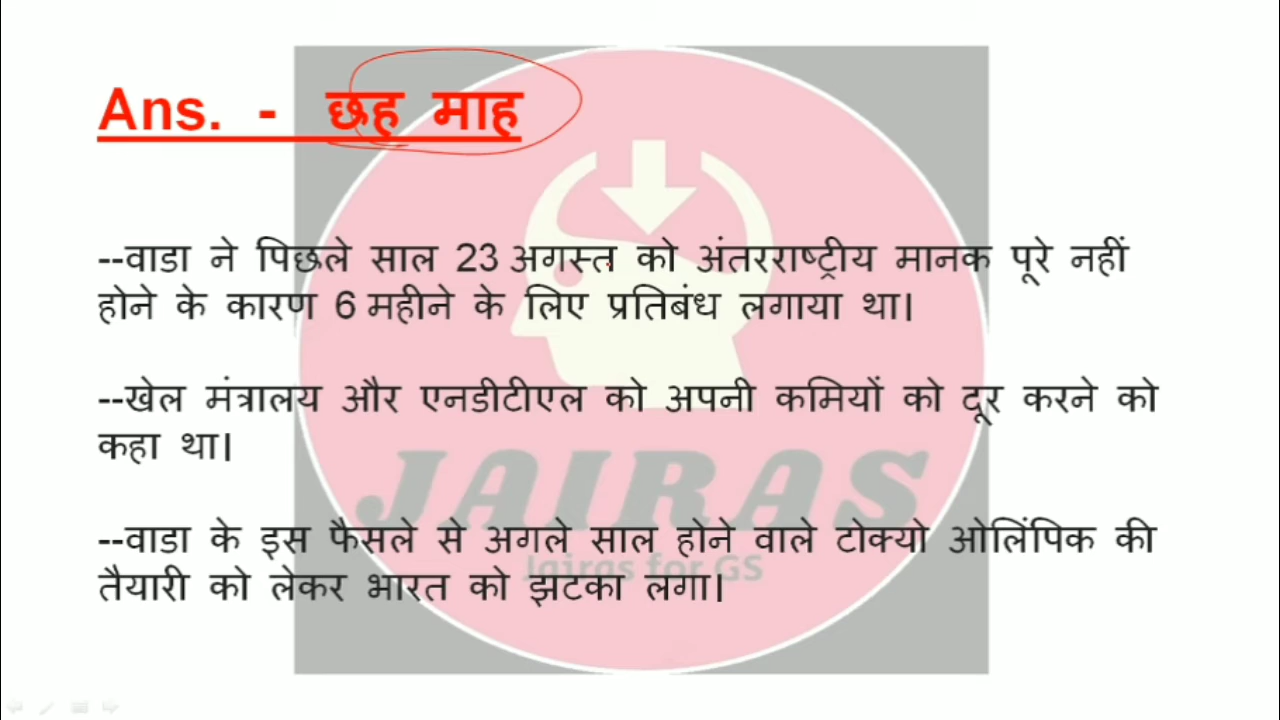 Ans. - छह माह
--वाडा ने पिछले साल 23 अगस्त को अंतरराष्ट्रीय मानक पूरे नहीं
होने के कारण 6 महीने के लिए प्रतिबंध लगाया था।
--खेल मंत्रालय और एनडीटीएल को अपनी कमियों को दूर करने को
कहा था।
JAIRAS
--वाडा के इस फैसले से अगले साल होने वाले टोक्यो ओलिंपिक की
Jairas for GS
तैयारी को लेकर भारत को झटका लगा।